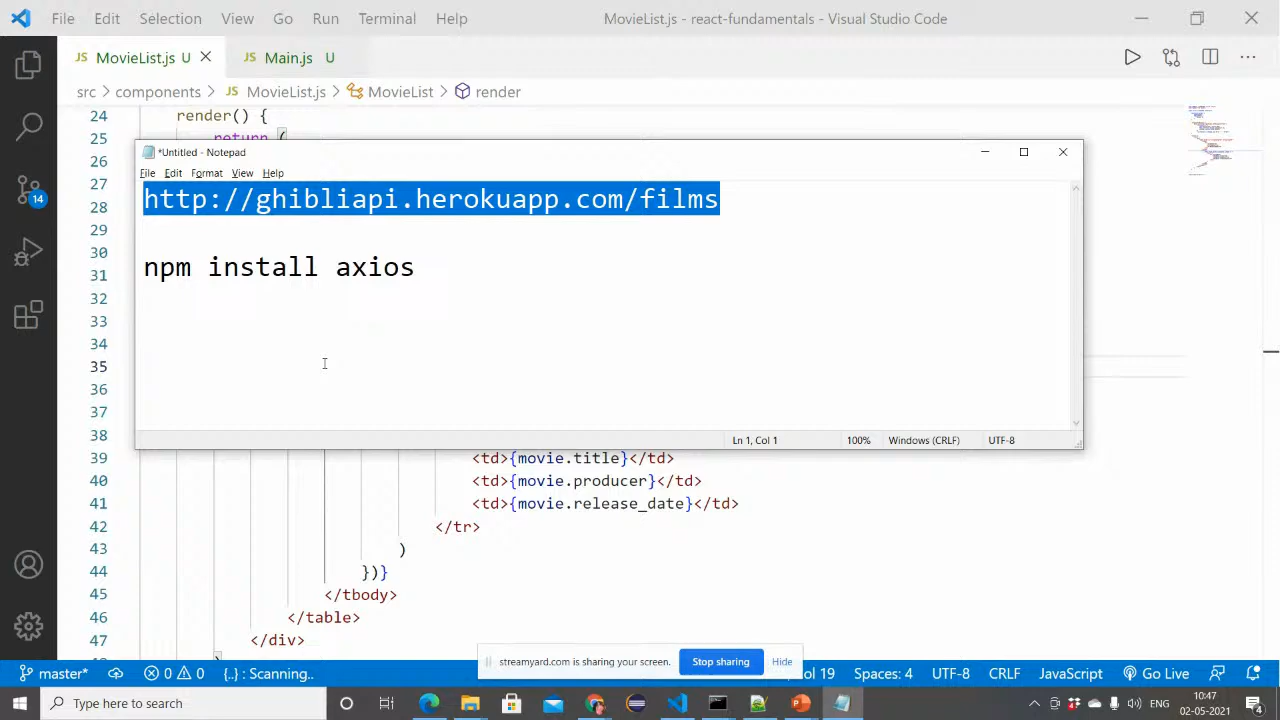 File Edit Selection View Go Run Terminal Help MovieList.js - react-fundamentals - Visual Studio Code
JS MovieList.js U JS Main.js U
src > components > JS MovieList.js > MovieList > render
24 render() {
25 return (
*Untitled - Notepad
File Edit Format View Help
http://ghibliapi.herokuapp.com/films
npm install axios
Ln 1, Col 1 100% Windows (CRLF) UTF-8
26
27
28
29
30
31
32
33
34
35
36
37
38
39 <td>{movie.title}</td>
40 <td>{movie.producer}</td>
41 <td>{movie.release_date}</td>
42 </tr>
43 )
44 })}
45 </tbody>
46 </table>
47 </div>
14
streamyard.com is sharing your screen. Stop sharing Hide
master* 0 0 {..} : Scanning.. ol 19 Spaces: 4 UTF-8 CRLF JavaScript Go Live
Type here to search
ENG 10:47
02-05-2021
4